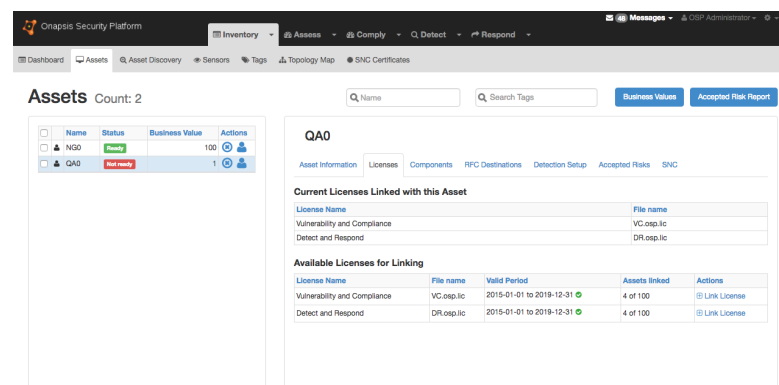 Onapsis Security Platform
48 Messages
OSP Administrator
Inventory Assess Comply Detect Respond
Dashboard Assets Asset Discovery Sensors Tags Topology Map SNC Certificates
Assets Count: 2
Name
Search Tags
Business Values
Accepted Risk Report
Name Status Business Value Actions
NG0 Ready 100
QA0 Not ready 1
QA0
Asset Information Licenses Components RFC Destinations Detection Setup Accepted Risks SNC
Current Licenses Linked with this Asset
License Name File name
Vulnerability and Compliance VC.osp.lic
Detect and Respond DR.osp.lic
Available Licenses for Linking
License Name File name Valid Period Assets linked Actions
Vulnerability and Compliance VC.osp.lic 2015-01-01 to 2019-12-31 4 of 100 Link License
Detect and Respond DR.osp.lic 2015-01-01 to 2019-12-31 4 of 100 Link License